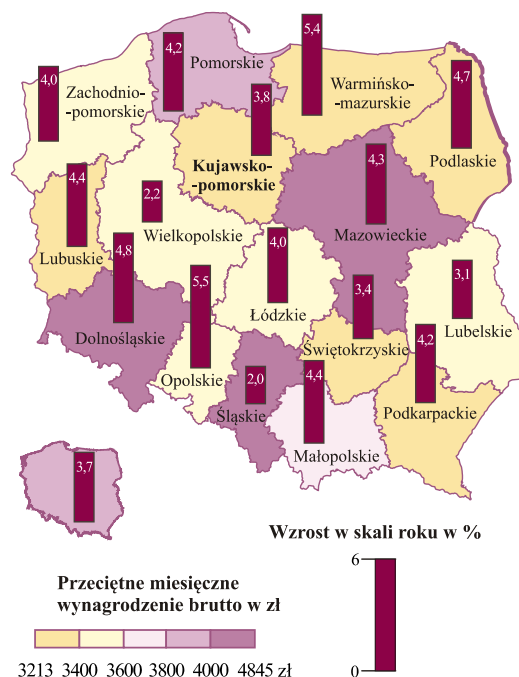 5,4
4,2
Pomorskie
4,0
Zachodnio-
-pomorskie
3,8
Warmińsko-
-mazurskie
4,7
Podlaskie
Kujawsko-
-pomorskie
4,4
Lubuskie
2,2
Wielkopolskie
4,3
Mazowieckie
4,8
Dolnośląskie
4,0
Łódzkie
5,5
Opolskie
3,4
Świętokrzyskie
3,1
Lubelskie
2,0
Śląskie
4,4
Małopolskie
4,2
Podkarpackie
3,7
Wzrost w skali roku w %
6
0
Przeciętne miesięczne
wynagrodzenie brutto w zł
3213 3400 3600 3800 4000 4845 zł